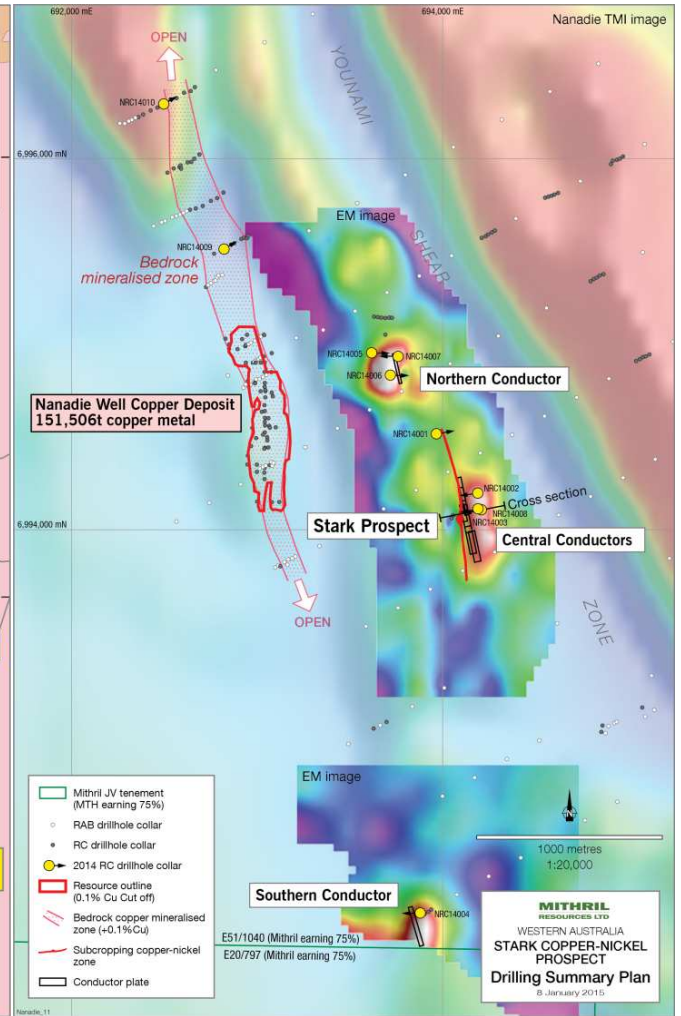 692,000 mE
694,000 mE
Nanadie TMI image
OPEN
YOUNAMI
NRC14010
6,996,000 mN
EM image
SHEAR
NRC14009
Bedrock
mineralised zone
NRC14005
NRC14007
NRC14006
Northern Conductor
Nanadie Well Copper Deposit
151,506t copper metal
NRC14001
NRC14002
Cross section
NRC14008
NRC14003
Stark Prospect
6,994,000 mN
Central Conductors
ZONE
OPEN
EM image
Mithril JV tenement
(MTH earning 75%)
RAB drillhole collar
RC drillhole collar
2014 RC drillhole collar
Resource outline
(0.1% Cu Cut off)
Bedrock copper mineralised
zone (+0.1%Cu)
Subcropping copper-nickel
zone
Conductor plate
N
1000 metres
1:20,000
Southern Conductor
NRC14004
E51/1040 (Mithril earning 75%)
E20/797 (Mithril earning 75%)
MITHRIL
RESOURCES LTD
WESTERN AUSTRALIA
STARK COPPER-NICKEL
PROSPECT
Drilling Summary Plan
8 January 2015
Nanadie_11